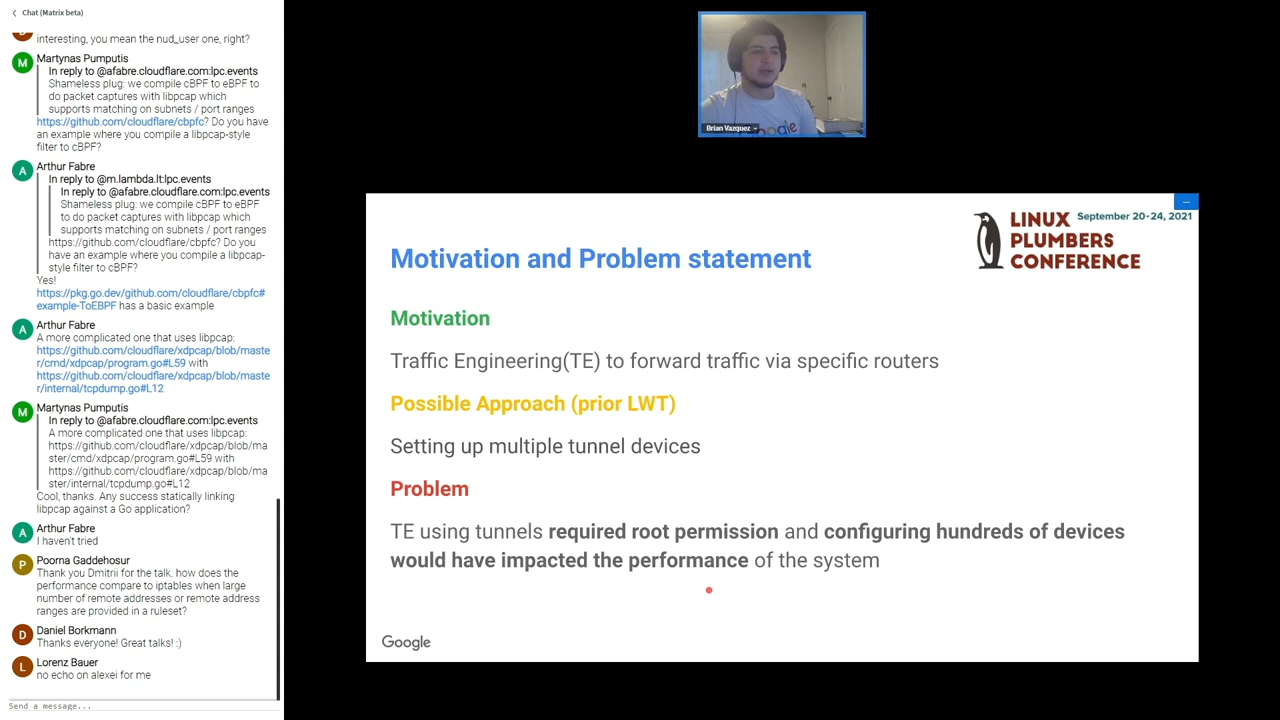 Chat (Matrix beta)
interesting, you mean the nud_user one, right?
M
Martynas Pumputis
In reply to @afabre.cloudflare.com:lpc.events
Shameless plug: we compile cBPF to eBPF to
do packet captures with libpcap which
supports matching on subnets / port ranges
https://github.com/cloudflare/cbpfc? Do you have
an example where you compile a libpcap-style
filter to cBPF?
A
Arthur Fabre
In reply to @m.lambda.lt:lpc.events
In reply to @afabre.cloudflare.com:lpc.events
Shameless plug: we compile cBPF to eBPF
to do packet captures with libpcap which
supports matching on subnets / port ranges
https://github.com/cloudflare/cbpfc? Do you
have an example where you compile a libpcap-
style filter to cBPF?
Yes!
https://pkg.go.dev/github.com/cloudflare/cbpfc#
example-ToEBPF has a basic example
A
Arthur Fabre
A more complicated one that uses libpcap:
https://github.com/cloudflare/xdpcap/blob/maste
r/cmd/xdpcap/program.go#L59 with
https://github.com/cloudflare/xdpcap/blob/maste
r/internal/tcpdump.go#L12
M
Martynas Pumputis
In reply to @afabre.cloudflare.com:lpc.events
A more complicated one that uses libpcap:
https://github.com/cloudflare/xdpcap/blob/ma
ster/cmd/xdpcap/program.go#L59 with
https://github.com/cloudflare/xdpcap/blob/ma
ster/internal/tcpdump.go#L12
Cool, thanks. Any success statically linking
libpcap against a Go application?
A
Arthur Fabre
I haven't tried
P
Poorna Gaddehosur
Thank you Dmitrii for the talk. how does the
performance compare to iptables when large
number of remote addresses or remote address
ranges are provided in a ruleset?
D
Daniel Borkmann
Thanks everyone! Great talks! :)
L
Lorenz Bauer
no echo on alexei for me
Send a message...
Brian Vazquez
LINUX
PLUMBERS
CONFERENCE
September 20-24, 2021
Motivation and Problem statement
Motivation
Traffic Engineering(TE) to forward traffic via specific routers
Possible Approach (prior LWT)
Setting up multiple tunnel devices
Problem
TE using tunnels required root permission and configuring hundreds of devices
would have impacted the performance of the system
Google